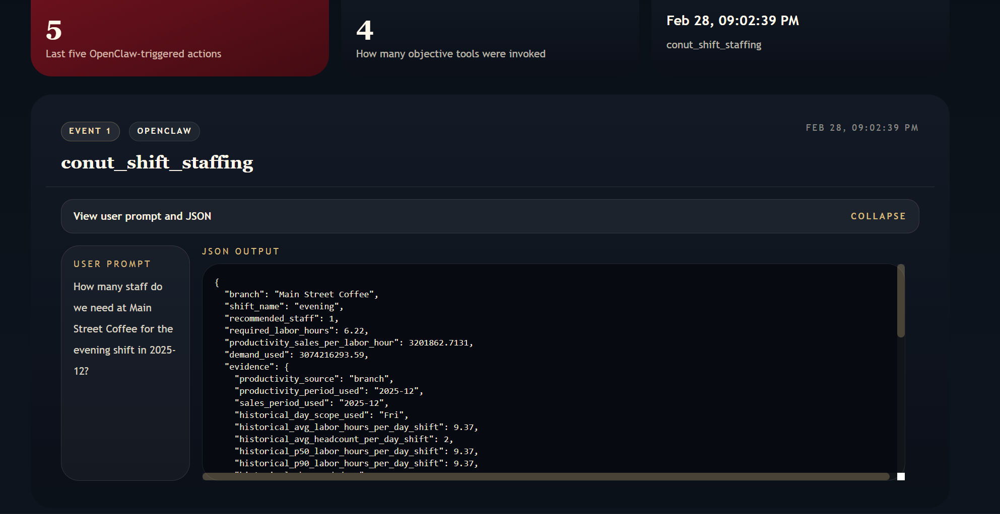 5
Last five OpenClaw-triggered actions
4
How many objective tools were invoked
Feb 28, 09:02:39 PM
conut_shift_staffing
EVENT 1
OPENCLAW
FEB 28, 09:02:39 PM
conut_shift_staffing
View user prompt and JSON
COLLAPSE
USER PROMPT
How many staff do
we need at Main
Street Coffee for the
evening shift in 2025-
12?
JSON OUTPUT
{
"branch": "Main Street Coffee",
"shift_name": "evening",
"recommended_staff": 1,
"required_labor_hours": 6.22,
"productivity_sales_per_labor_hour": 3201862.7131,
"demand_used": 3074216293.59,
"evidence": {
"productivity_source": "branch",
"productivity_period_used": "2025-12",
"sales_period_used": "2025-12",
"historical_day_scope_used": "Fri",
"historical_avg_labor_hours_per_day_shift": 9.37,
"historical_avg_headcount_per_day_shift": 2,
"historical_p50_labor_hours_per_day_shift": 9.37,
"historical_p90_labor_hours_per_day_shift": 9.37,